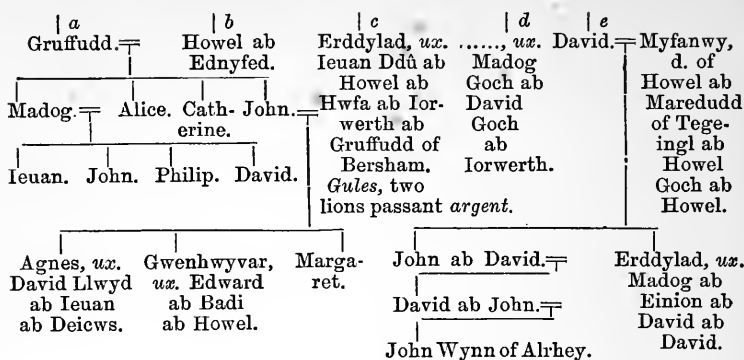 a
Gruffudd.
b
Howel ab
Ednyfed.
c
Erddylad, ux.
Ieuan Ddû ab
Howel ab
Hwfa ab Ior-
werth ab
Gruffudd of
Bersham.
Gules, two
lions passant argent.
d
......, ux.
Madog
Goch ab
David
Goch
ab
Iorwerth.
e
David.
Myfanwy,
d. of
Howel ab
Maredudd
of Tege-
ingl ab
Howel
Goch ab
Howel.
Madog.
Alice.
Cath-
erine.
John.
Ieuan.
John.
Philip.
David.
Agnes, ux.
David Llwyd
ab Ieuan
ab Deicws.
Gwenhwyvar,
ux. Edward
ab Badi
ab Howel.
Marga-
ret.
John ab David.
David ab John.
John Wynn of Alrhey.
Erddylad, ux.
Madog ab
Einion ab
David ab
David.